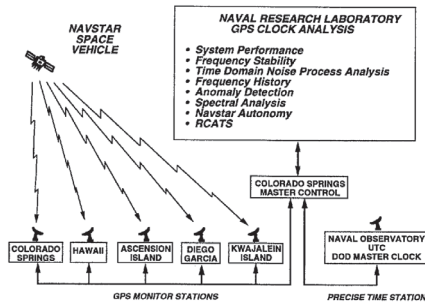 NAVSTAR
SPACE
VEHICLE
NAVAL RESEARCH LABORATORY
GPS CLOCK ANALYSIS
• System Performance
• Frequency Stability
• Time Domain Noise Process Analysis
• Frequency History
• Anomaly Detection
• Spectral Analysis
• Navstar Autonomy
• RCATS
COLORADO SPRINGS
MASTER CONTROL
COLORADO
SPRINGS
HAWAII
ASCENSION
ISLAND
DIEGO
GARCIA
KWAJALEIN
ISLAND
NAVAL OBSERVATORY
UTC
DOD MASTER CLOCK
GPS MONITOR STATIONS
PRECISE TIME STATION